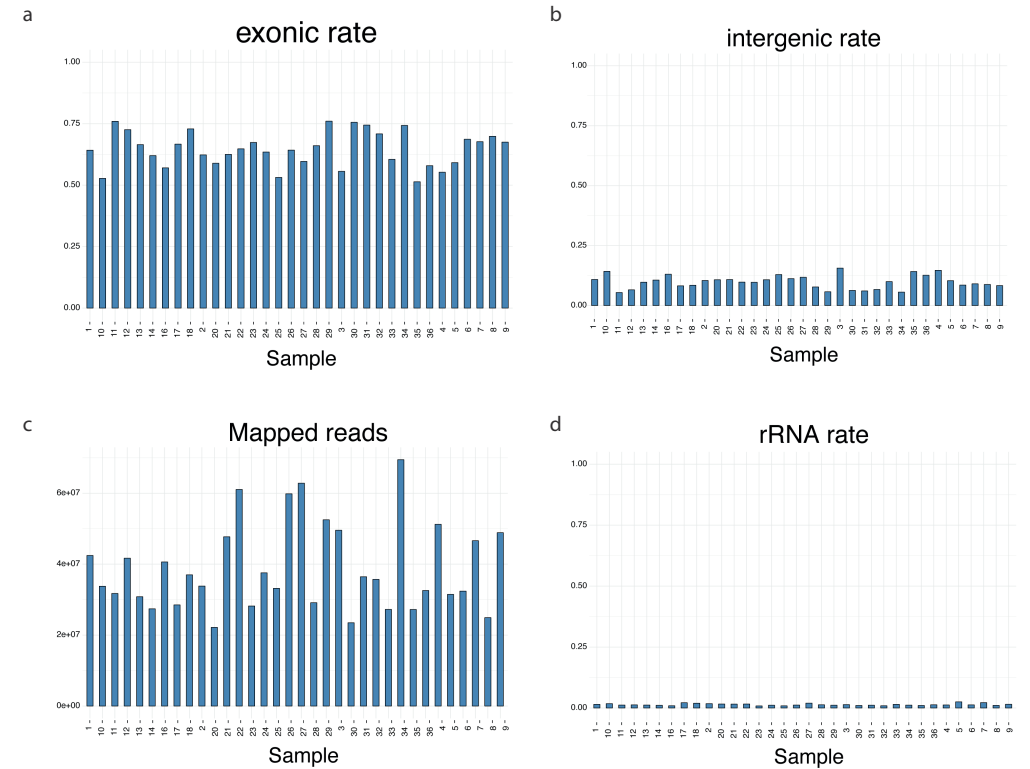 a
exonic rate
1.00
0.75
0.50
0.25
0.00
1 10 11 12 13 14 16 17 18 2 20 21 22 23 24 25 26 27 28 29 3 30 31 32 33 34 35 36 4 5 6 7 8 9
Sample
b
intergenic rate
1.00
0.75
0.50
0.25
0.00
1 10 11 12 13 14 16 17 18 2 20 21 22 23 24 25 26 27 28 29 3 30 31 32 33 34 35 36 4 5 6 7 8 9
Sample
c
Mapped reads
6e+07
4e+07
2e+07
0e+00
1 10 11 12 13 14 16 17 18 2 20 21 22 23 24 25 26 27 28 29 3 30 31 32 33 34 35 36 4 5 6 7 8 9
Sample
d
rRNA rate
1.00
0.75
0.50
0.25
0.00
1 10 11 12 13 14 16 17 18 2 20 21 22 23 24 25 26 27 28 29 3 30 31 32 33 34 35 36 4 5 6 7 8 9
Sample